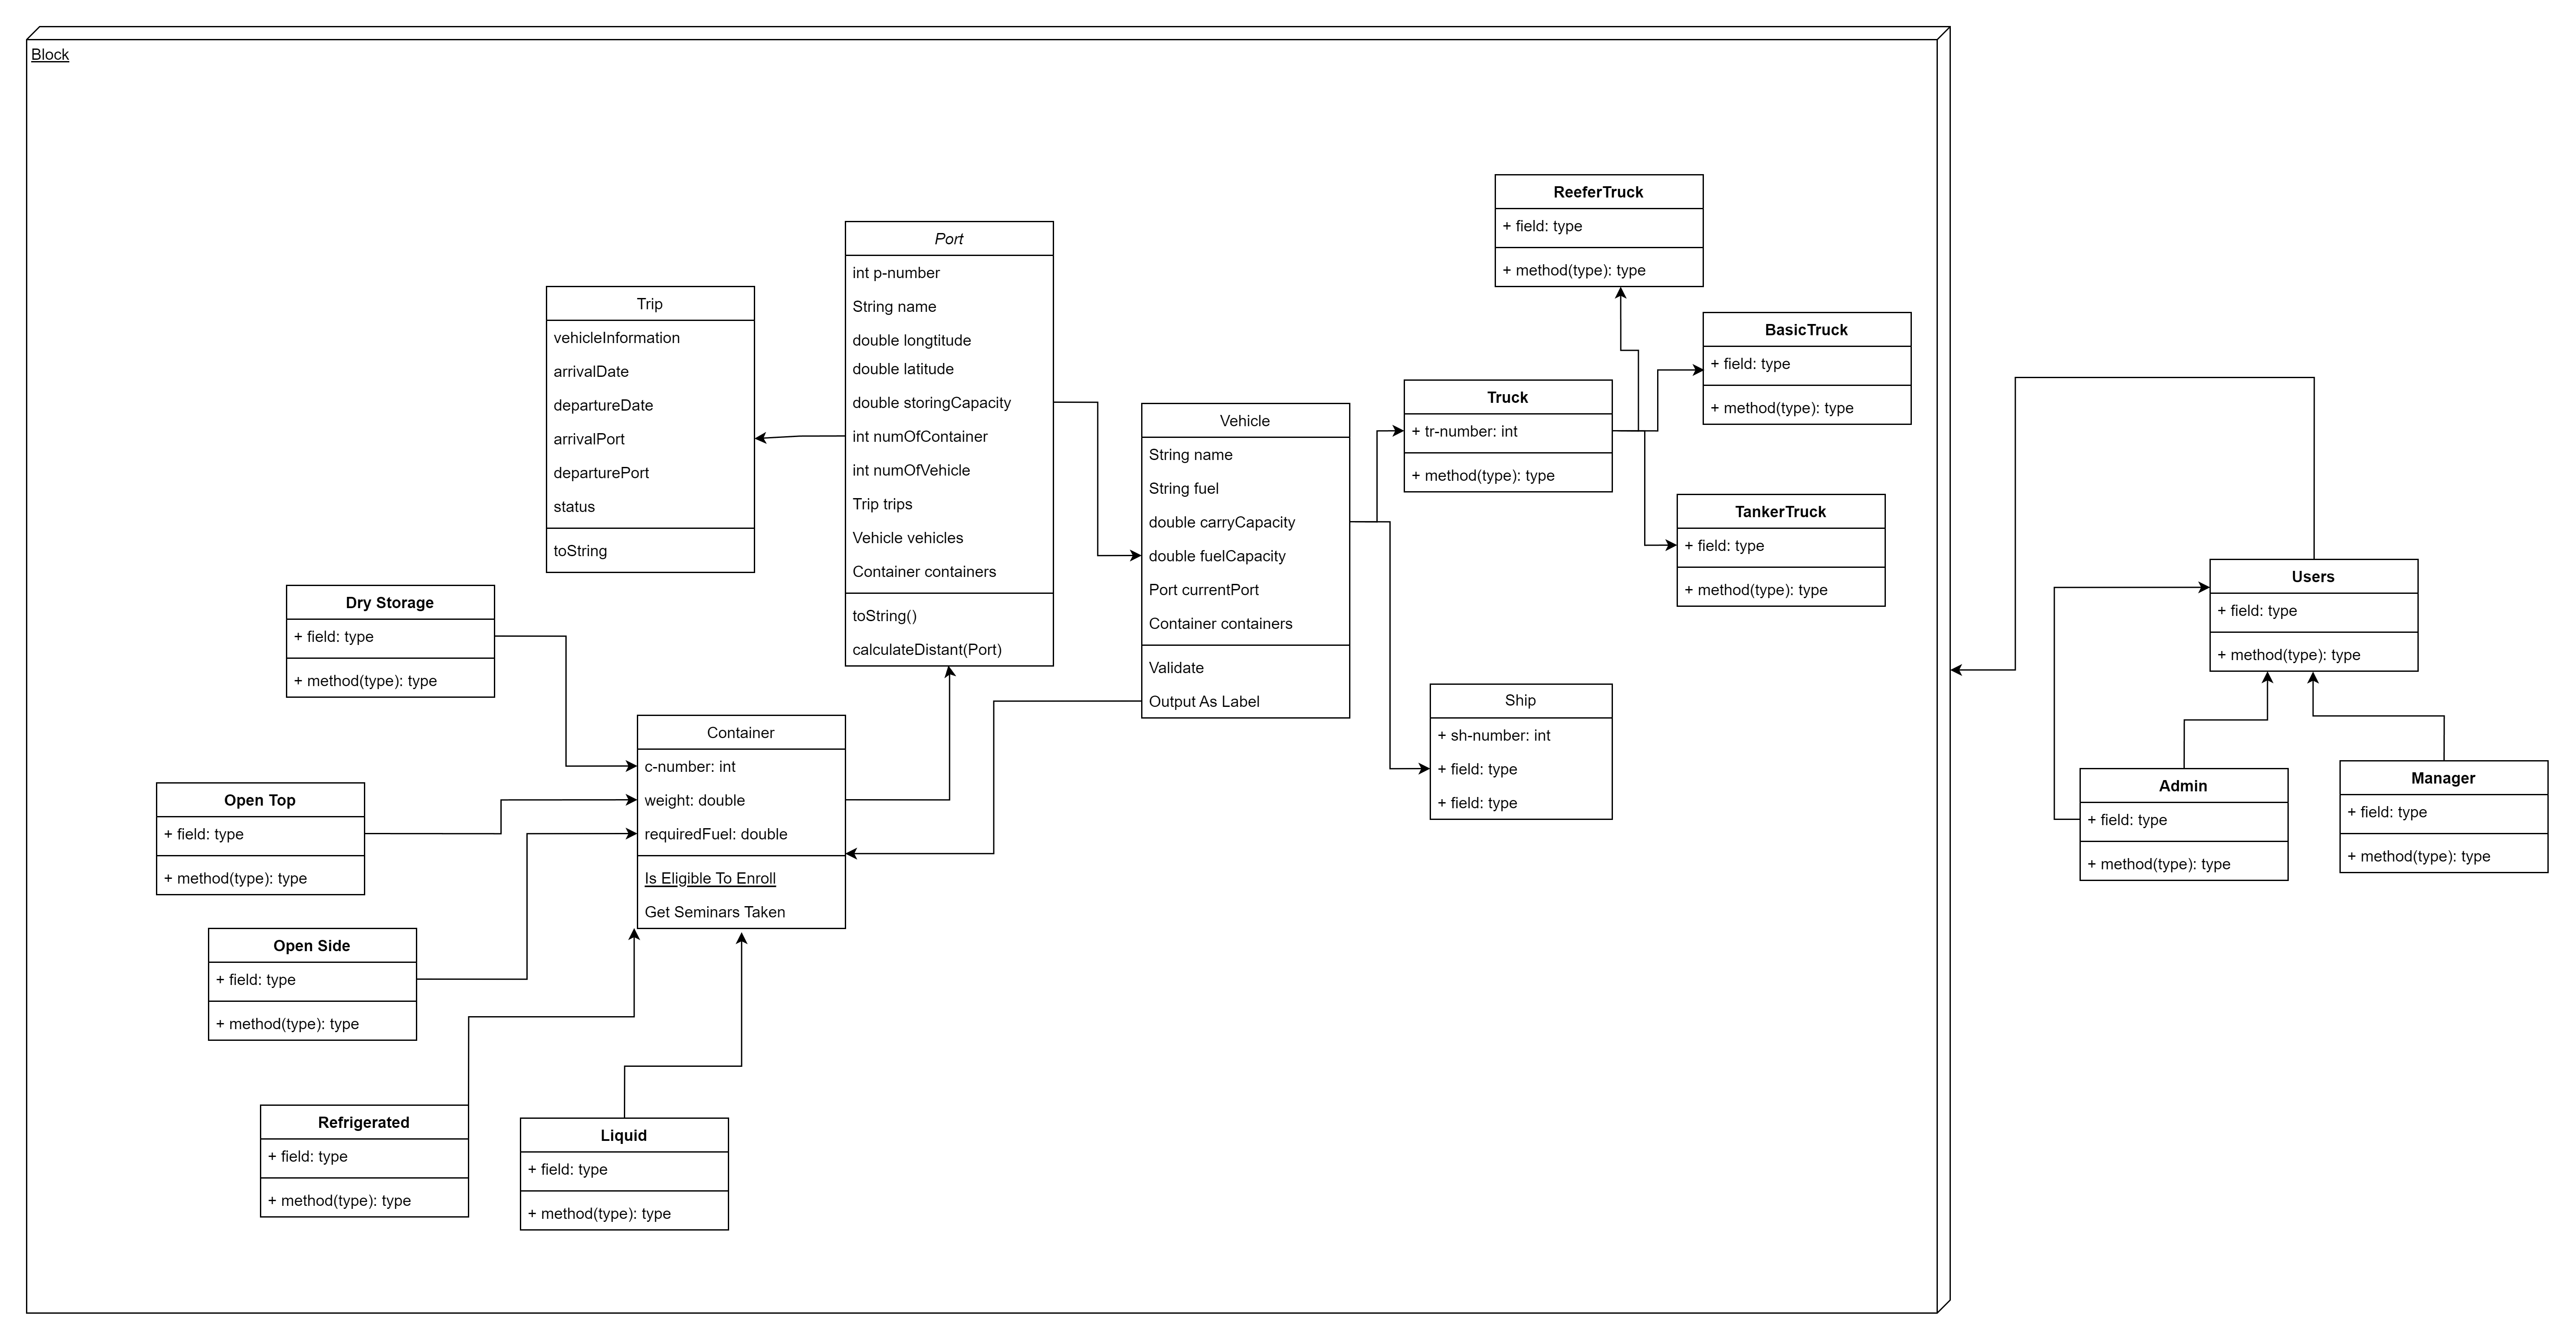 Block
ReeferTruck
+ field: type
+ method(type): type
Port
int p-number
String name
double longtitude
double latitude
double storingCapacity
int numOfContainer
int numOfVehicle
Trip trips
Vehicle vehicles
Container containers
toString()
calculateDistant(Port)
Trip
vehicleInformation
arrivalDate
departureDate
arrivalPort
departurePort
status
toString
BasicTruck
+ field: type
+ method(type): type
Truck
+ tr-number: int
+ method(type): type
Vehicle
String name
String fuel
double carryCapacity
double fuelCapacity
Port currentPort
Container containers
Validate
Output As Label
TankerTruck
+ field: type
+ method(type): type
Users
+ field: type
+ method(type): type
Dry Storage
+ field: type
+ method(type): type
Ship
+ sh-number: int
+ field: type
+ field: type
Container
c-number: int
weight: double
requiredFuel: double
Is Eligible To Enroll
Get Seminars Taken
Admin
+ field: type
+ method(type): type
Manager
+ field: type
+ method(type): type
Open Top
+ field: type
+ method(type): type
Open Side
+ field: type
+ method(type): type
Refrigerated
+ field: type
+ method(type): type
Liquid
+ field: type
+ method(type): type